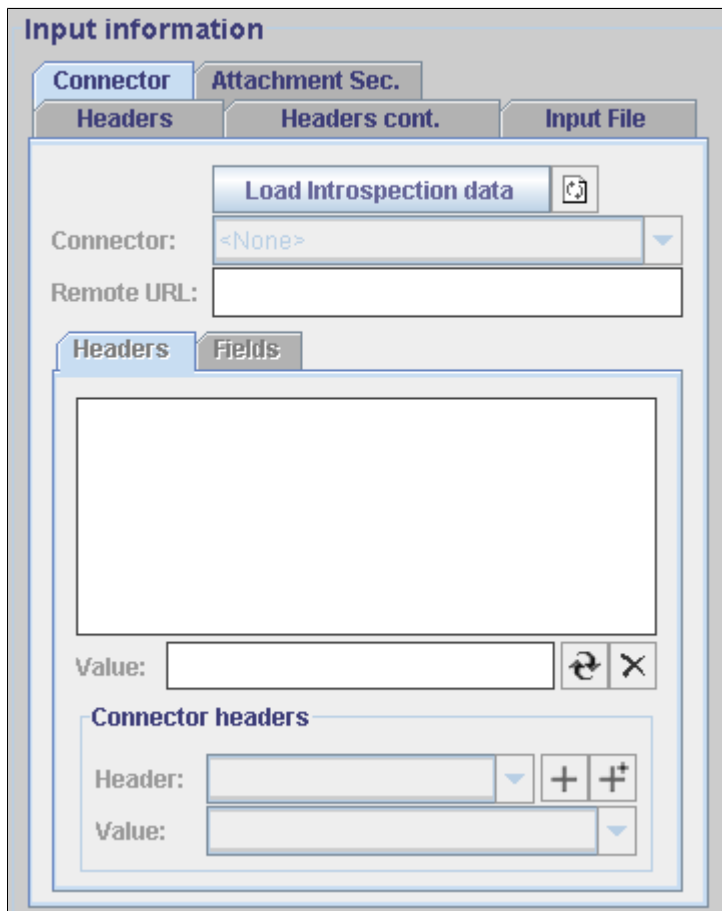 Input information
Connector Attachment Sec.
Headers Headers cont. Input File
Load Introspection data
Connector: <None>
Remote URL:
Headers Fields
Value:
Connector headers
Header:
Value: